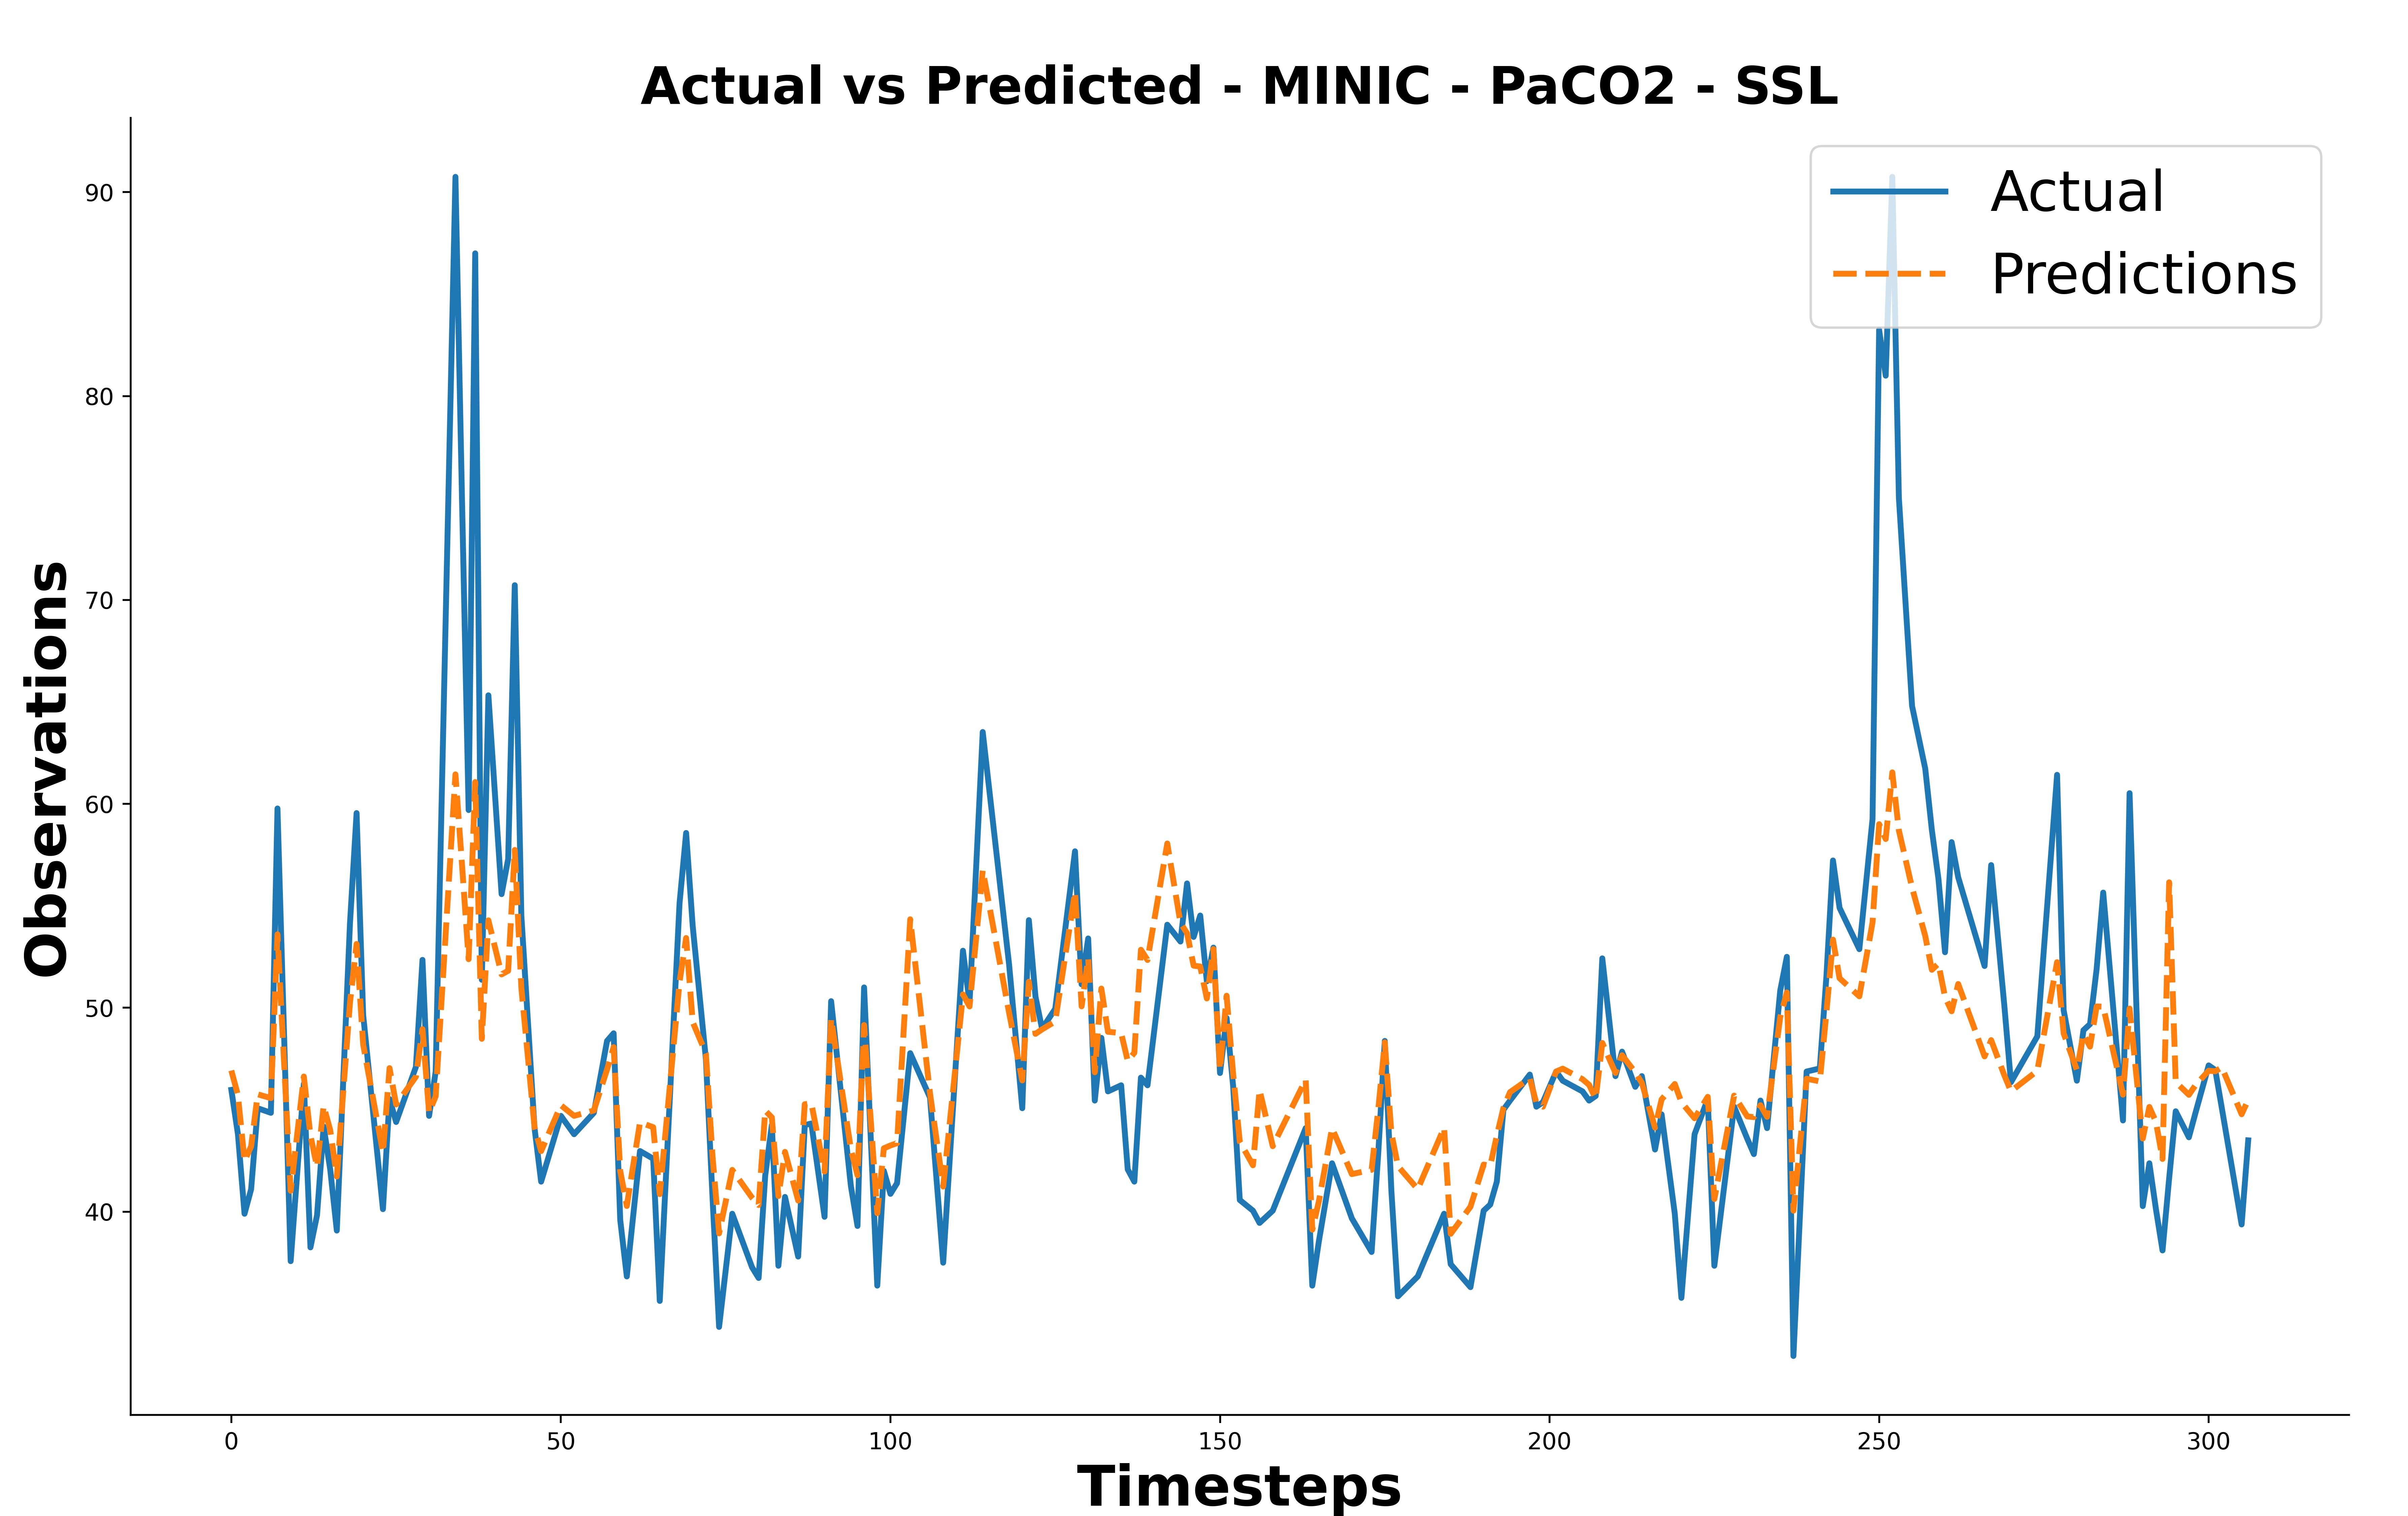 Actual vs Predicted - MINIC - PaCO2 - SSL
Actual
Predictions
Observations
90
80
70
60
50
40
0 50 100 150 200 250 300
Timesteps